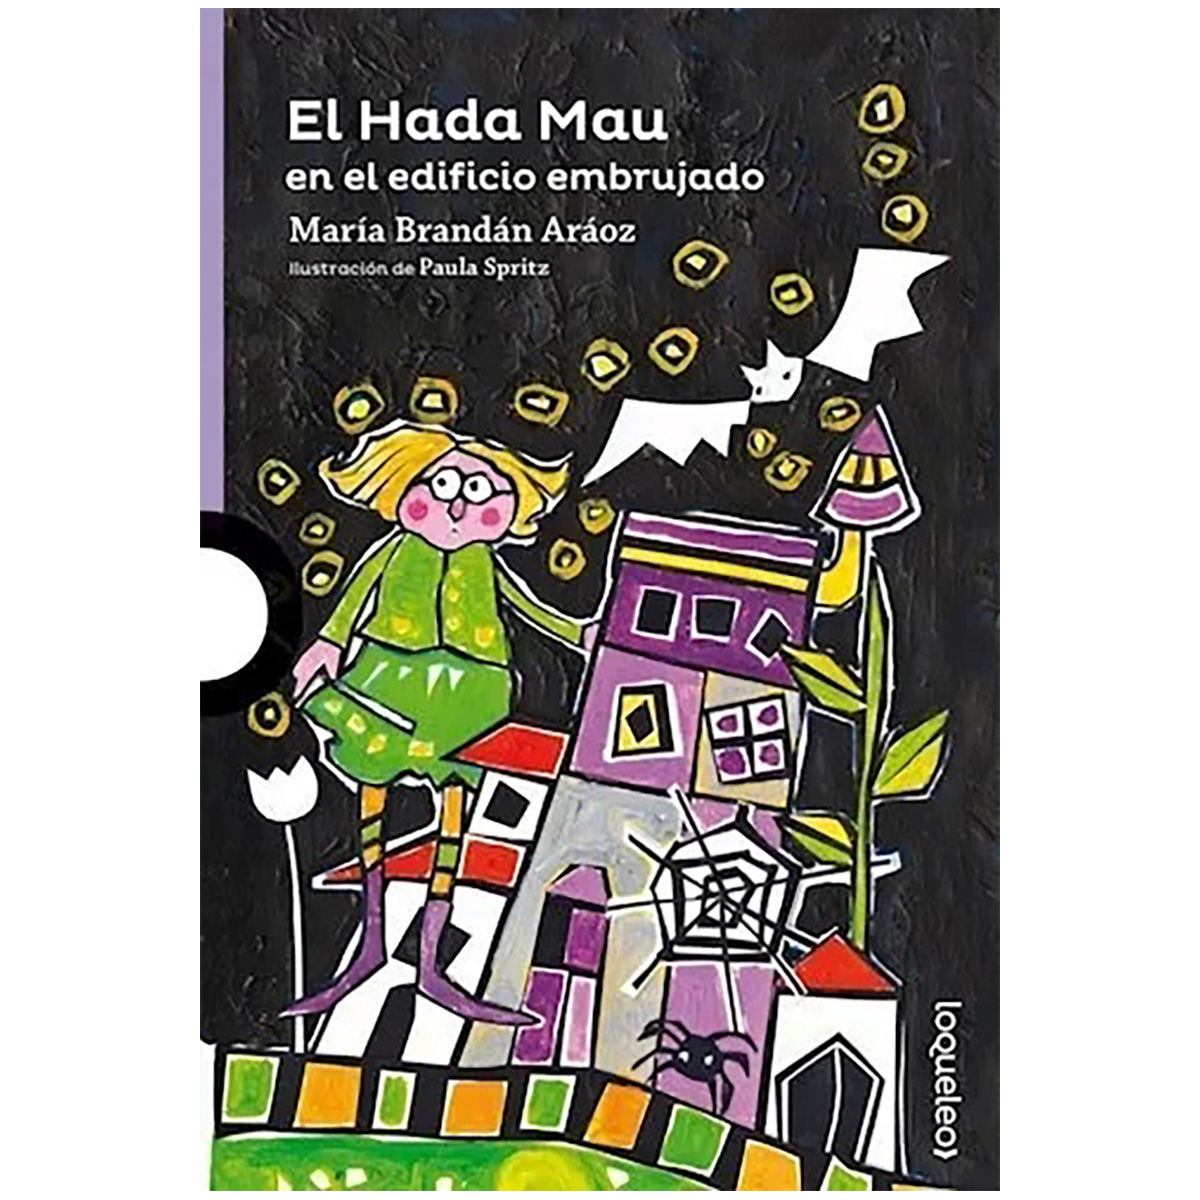 El Hada Mau
en el edificio embrujado
María Brandán Aráoz
Ilustración de Paula Spritz
loqueleo